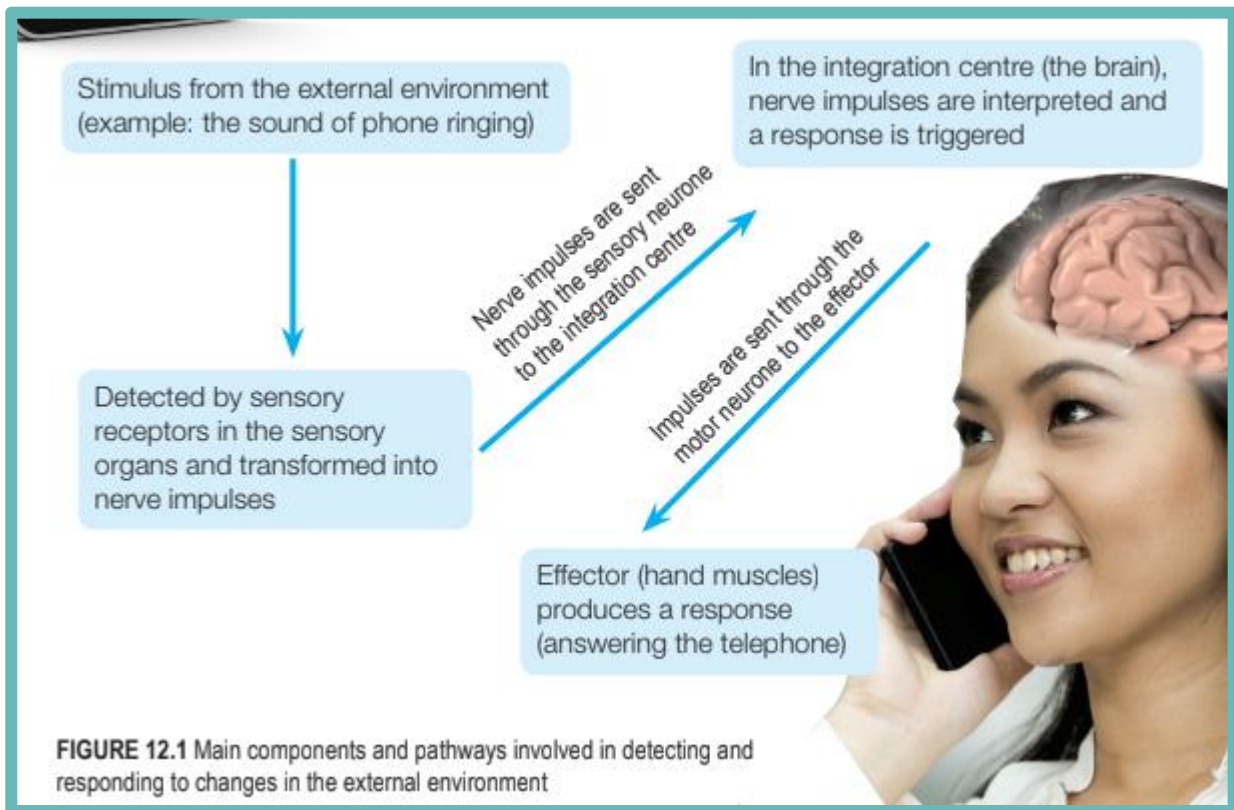 Stimulus from the external environment
(example: the sound of phone ringing)
Detected by sensory
receptors in the sensory
organs and transformed into
nerve impulses
Nerve impulses are sent
through the sensory neurone
to the integration centre
In the integration centre (the brain),
nerve impulses are interpreted and
a response is triggered
Impulses are sent through the
motor neurone to the effector
Effector (hand muscles)
produces a response
(answering the telephone)
FIGURE 12.1 Main components and pathways involved in detecting and
responding to changes in the external environment